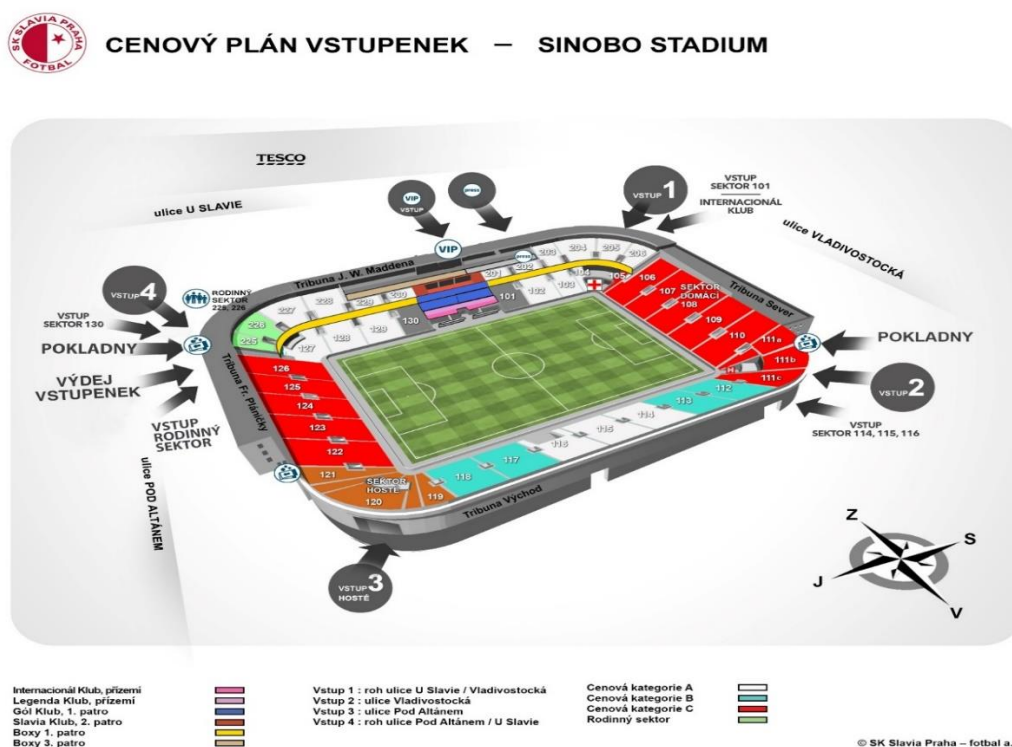 SK SLAVIA PRAHA
FOTBAL
CENOVÝ PLÁN VSTUPENEK – SINOBO STADIUM
TESCO
ulice U SLAVIE
VIP
VSTUP
press
VSTUP 1
VSTUP
SEKTOR 101
INTERNACIONÁL
KLUB
ulice VLADIVOSTOCKÁ
VIP
press
Tribuna J. W. Maddena
Tribuna Sever
VSTUP 4
RODINNÝ
SEKTOR
225, 226
VSTUP
SEKTOR 130
POKLADNY
VÝDEJ
VSTUPENEK
VSTUP
RODINNÝ
SEKTOR
ulice POD ALTÁNEM
Tribuna Fr. Pláničky
226
225
227
228
229
230
201
202
203
204
205
206
127
128
129
130
101
102
103
104
105
106
107
SEKTOR
DOMÁCÍ
108
109
110
111a
111b
111c
112
113
114
115
116
117
118
119
SEKTOR
HOSTÉ
120
121
122
123
124
125
126
Tribuna Východ
POKLADNY
VSTUP 2
VSTUP
SEKTOR 114, 115, 116
VSTUP 3
HOSTÉ
Z
S
J
V
Internacionál Klub, přízemí
Legenda Klub, přízemí
Gól Klub, 1. patro
Slavia Klub, 2. patro
Boxy 1. patro
Boxy 3. patro
Vstup 1 : roh ulice U Slavie / Vladivostocká
Vstup 2 : ulice Vladivostocká
Vstup 3 : ulice Pod Altánem
Vstup 4 : roh ulice Pod Altánem / U Slavie
Cenová kategorie A
Cenová kategorie B
Cenová kategorie C
Rodinný sektor
© SK Slavia Praha – fotbal a.